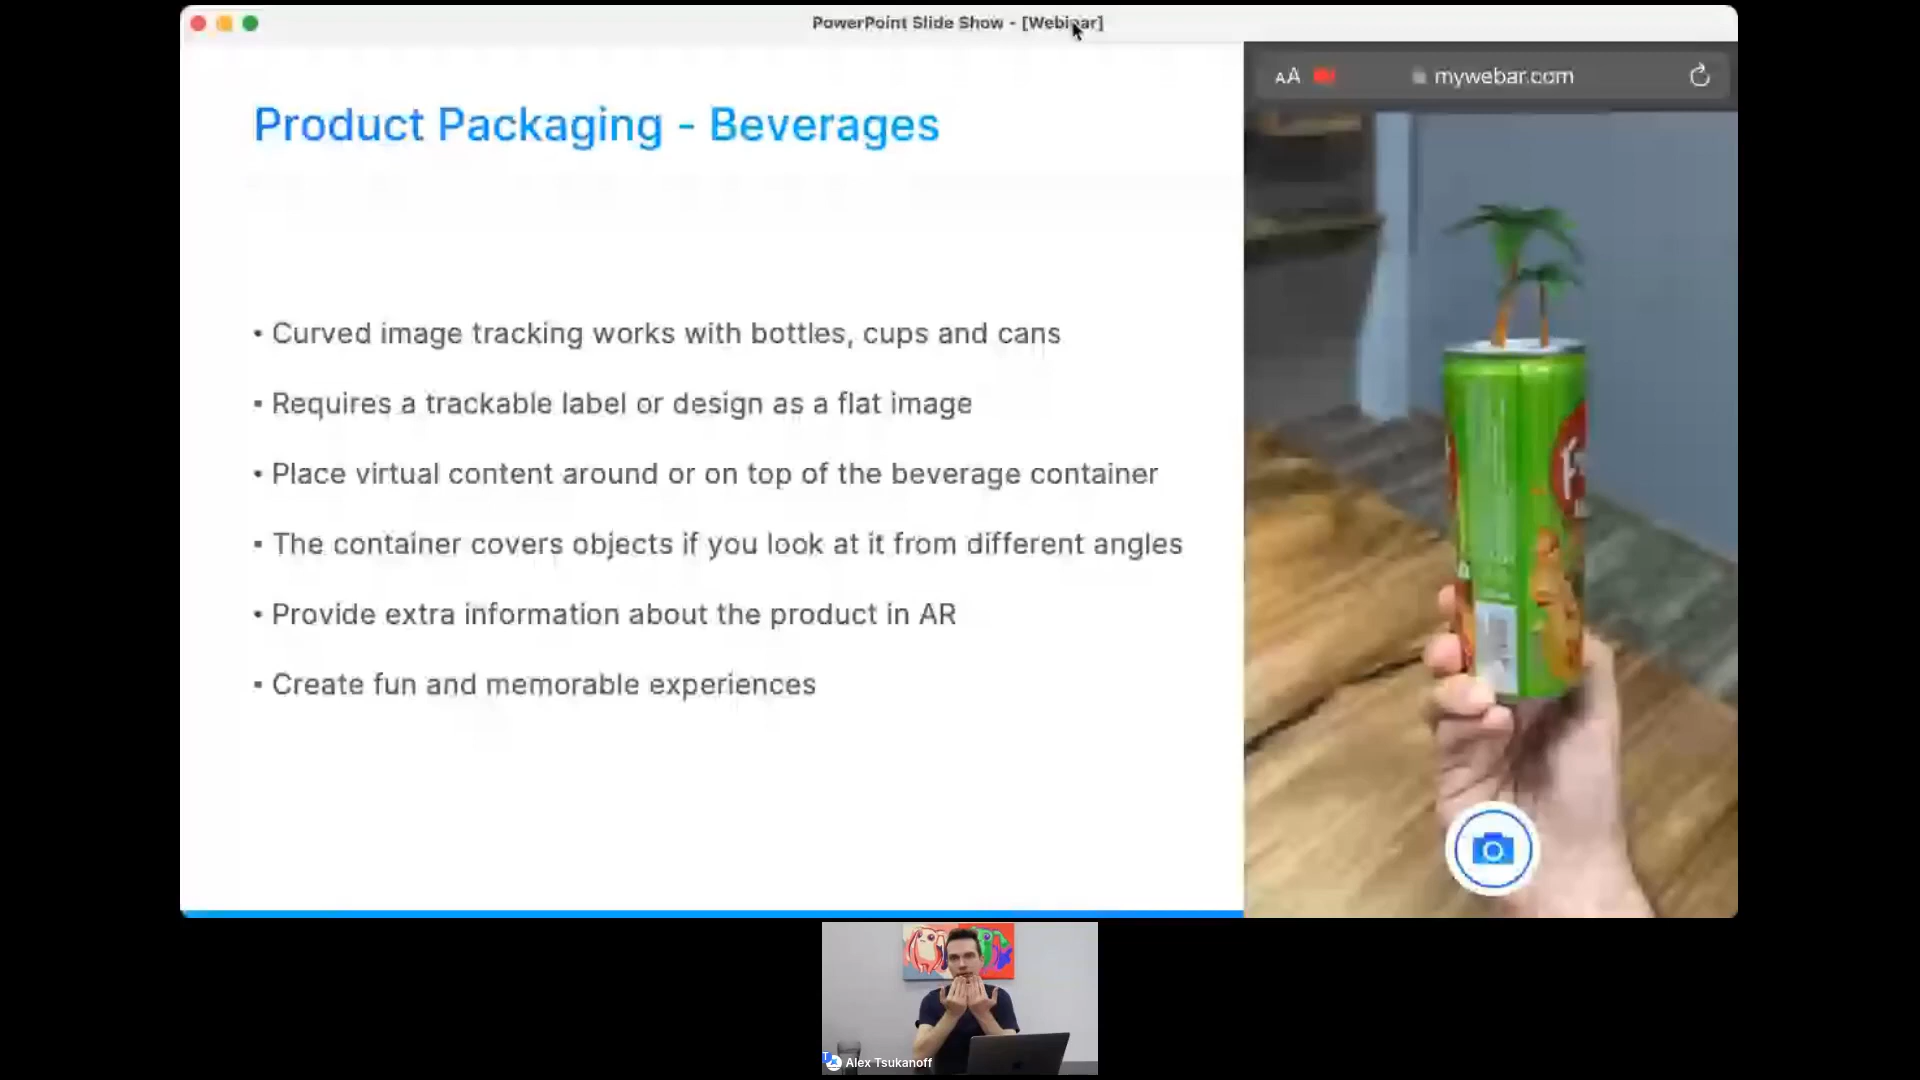 PowerPoint Slide Show - [Webinar]
AA
mywebar.com
Product Packaging - Beverages
• Curved image tracking works with bottles, cups and cans
• Requires a trackable label or design as a flat image
• Place virtual content around or on top of the beverage container
• The container covers objects if you look at it from different angles
• Provide extra information about the product in AR
• Create fun and memorable experiences
Alex Tsukanoff